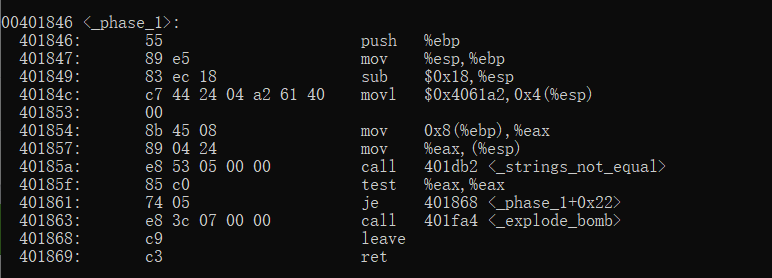 00401846 <_phase_1>:
401846: 55 push %ebp
401847: 89 e5 mov %esp,%ebp
401849: 83 ec 18 sub $0x18,%esp
40184c: c7 44 24 04 a2 61 40 movl $0x4061a2,0x4(%esp)
401853: 00
401854: 8b 45 08 mov 0x8(%ebp),%eax
401857: 89 04 24 mov %eax,(%esp)
40185a: e8 53 05 00 00 call 401db2 <_strings_not_equal>
40185f: 85 c0 test %eax,%eax
401861: 74 05 je 401868 <_phase_1+0x22>
401863: e8 3c 07 00 00 call 401fa4 <_explode_bomb>
401868: c9 leave
401869: c3 ret